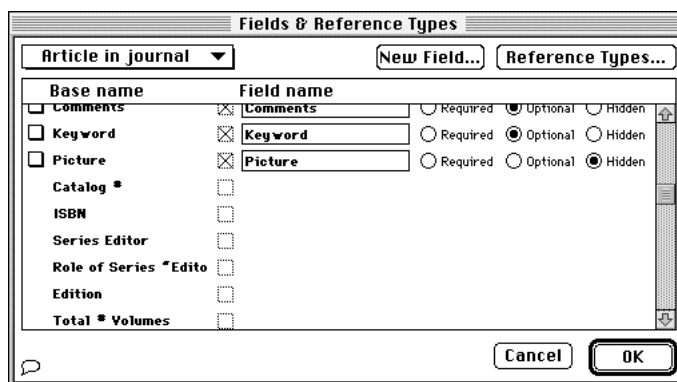 Fields & Reference Types
Article in journal New Field... Reference Types...
Base name Field name
Comments Comments Required Optional Hidden
Keyword Keyword Required Optional Hidden
Picture Picture Required Optional Hidden
Catalog #
ISBN
Series Editor
Role of Series "Edito
Edition
Total # Volumes
Cancel OK